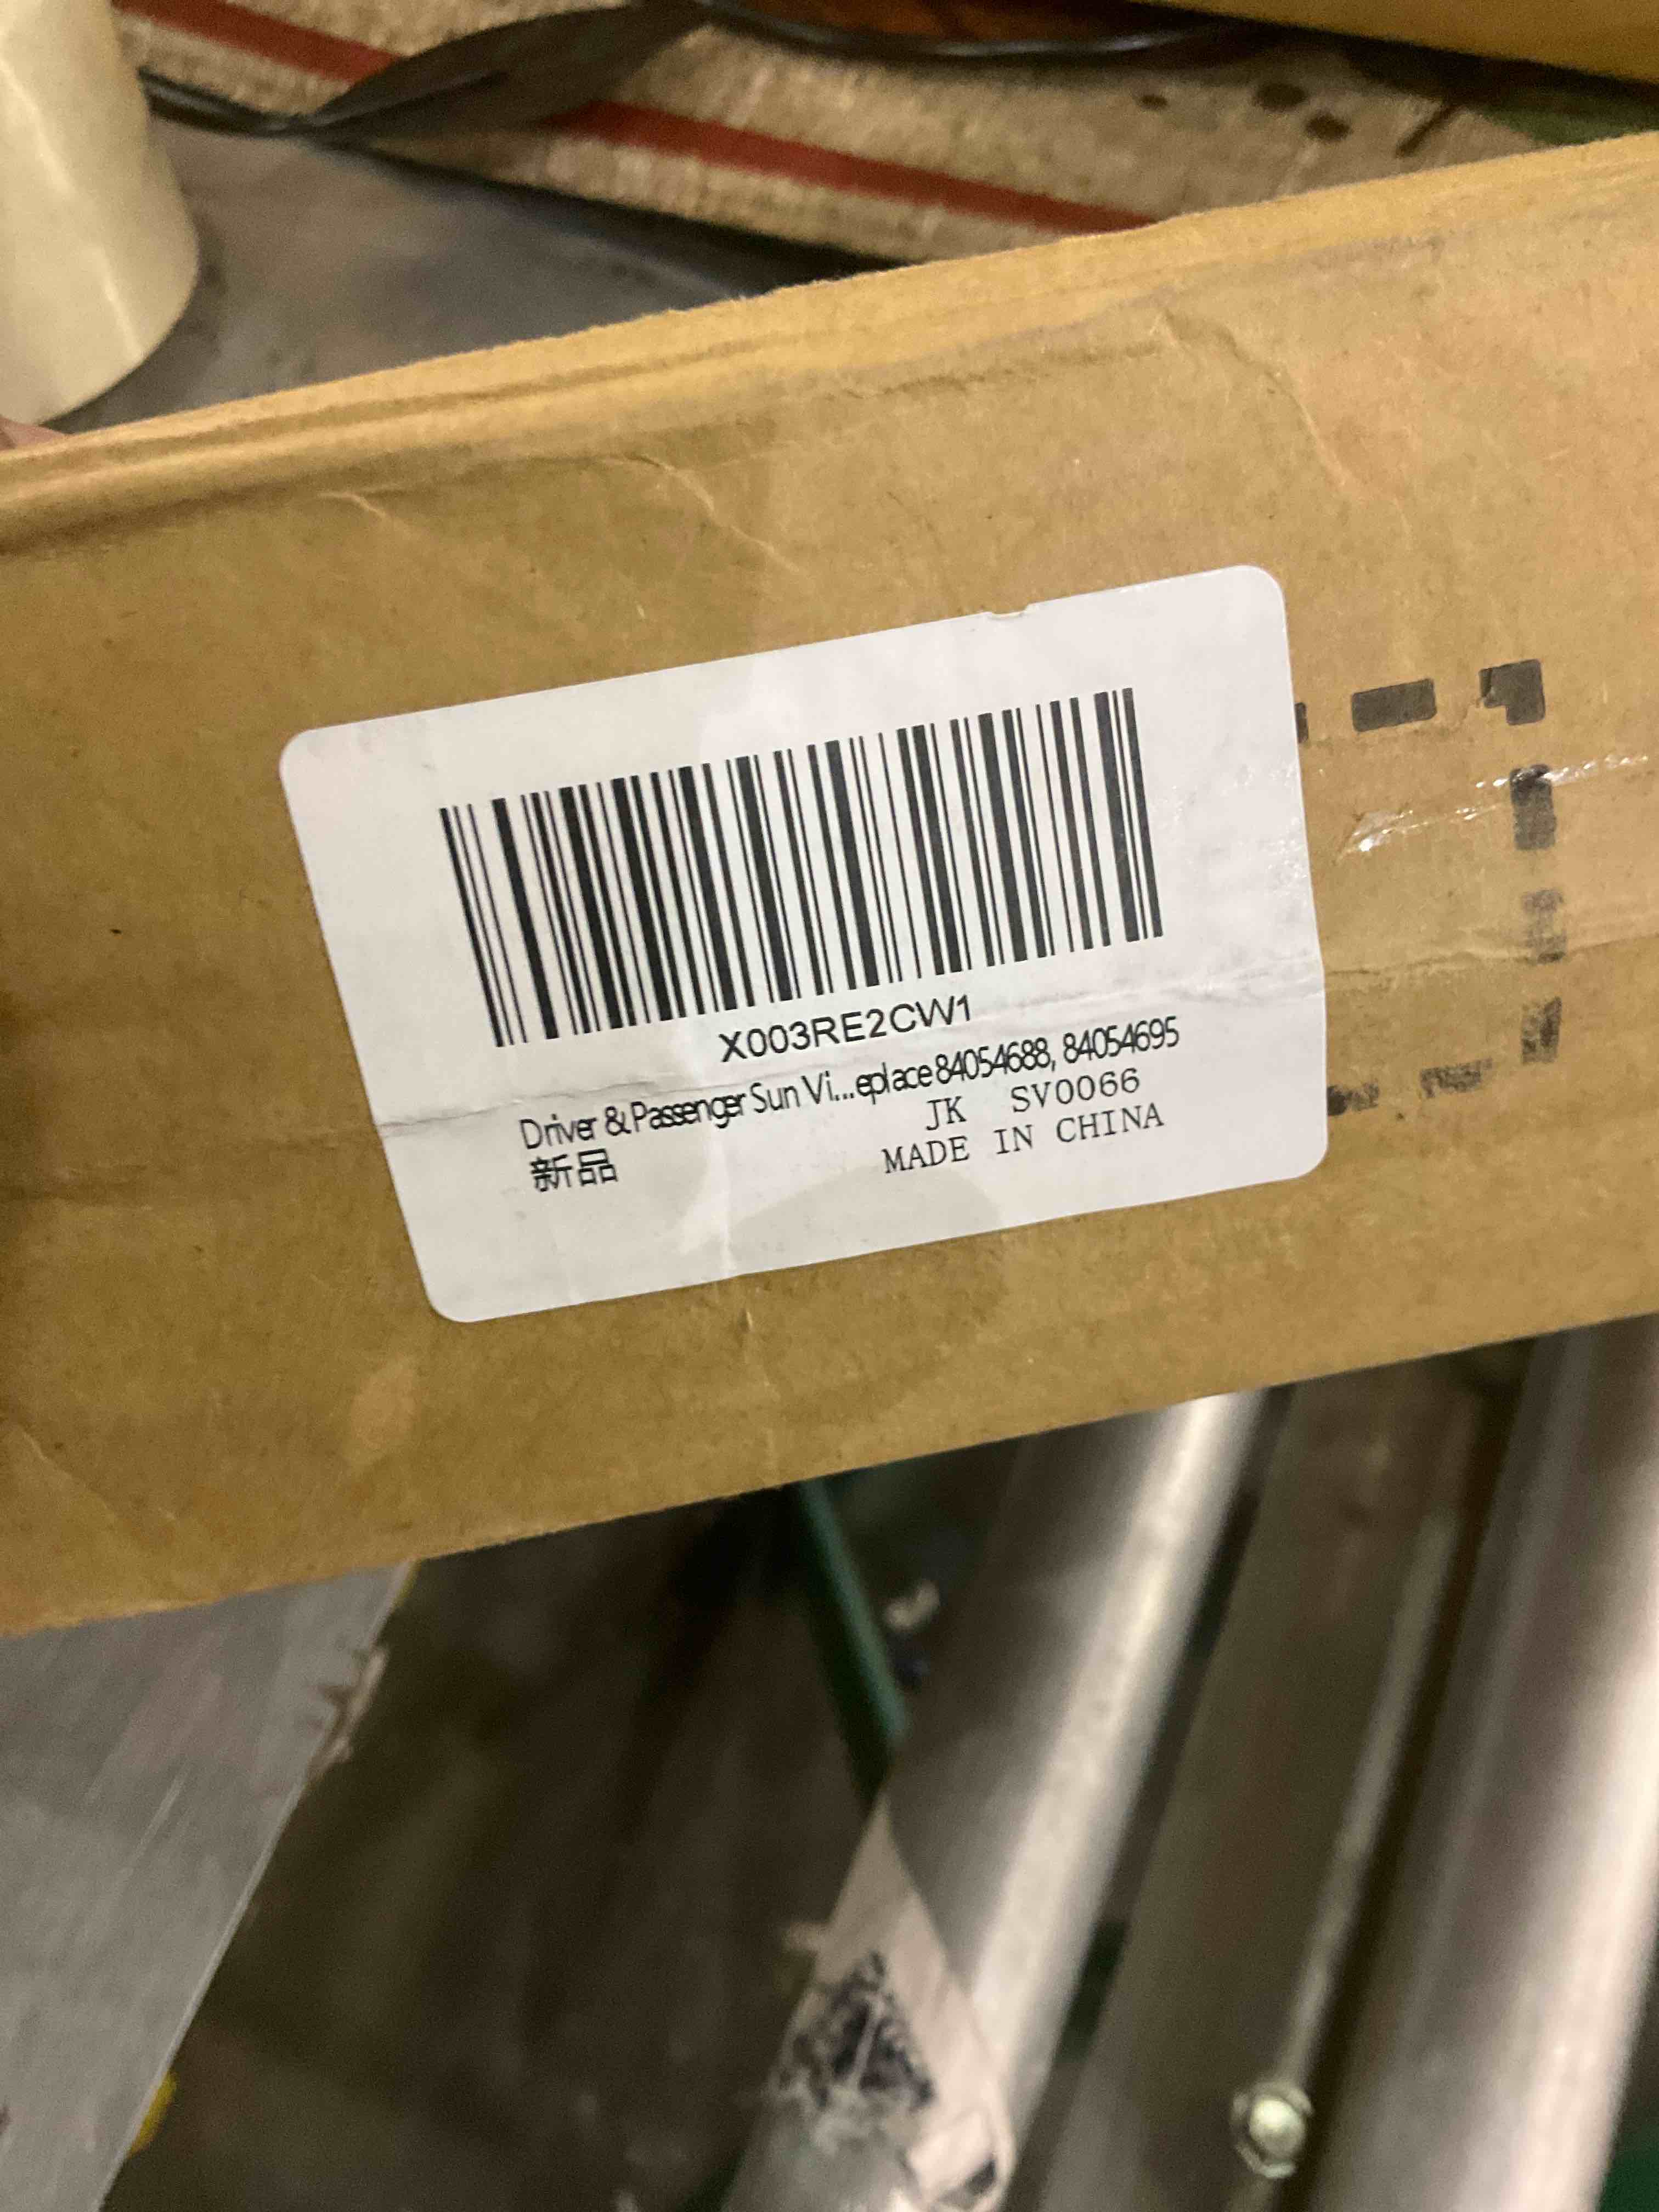 X003RE2CW1
Driver & Passenger Sun Vi...eplace 84054688, 84054695
新品
JK SV0066
MADE IN CHINA